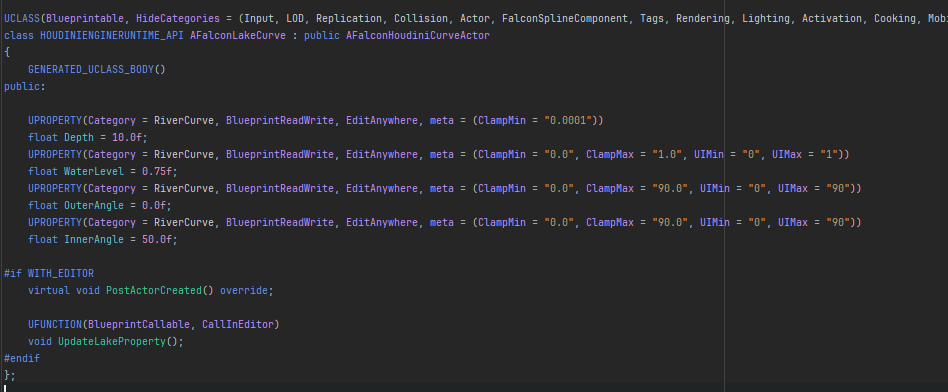 UCLASS(Blueprintable, HideCategories = (Input, LOD, Replication, Collision, Actor, FalconSplineComponent, Tags, Rendering, Lighting, Activation, Cooking, Mobi
class HOUDINIENGINERUNTIME_API AFalconLakeCurve : public AFalconHoudiniCurveActor
{
    GENERATED_UCLASS_BODY()
public:
    UPROPERTY(Category = RiverCurve, BlueprintReadWrite, EditAnywhere, meta = (ClampMin = "0.0001"))
    float Depth = 10.0f;
    UPROPERTY(Category = RiverCurve, BlueprintReadWrite, EditAnywhere, meta = (ClampMin = "0.0", ClampMax = "1.0", UIMin = "0", UIMax = "1"))
    float WaterLevel = 0.75f;
    UPROPERTY(Category = RiverCurve, BlueprintReadWrite, EditAnywhere, meta = (ClampMin = "0.0", ClampMax = "90.0", UIMin = "0", UIMax = "90"))
    float OuterAngle = 0.0f;
    UPROPERTY(Category = RiverCurve, BlueprintReadWrite, EditAnywhere, meta = (ClampMin = "0.0", ClampMax = "90.0", UIMin = "0", UIMax = "90"))
    float InnerAngle = 50.0f;
#if WITH_EDITOR
    virtual void PostActorCreated() override;
    UFUNCTION(BlueprintCallable, CallInEditor)
    void UpdateLakeProperty();
#endif
};